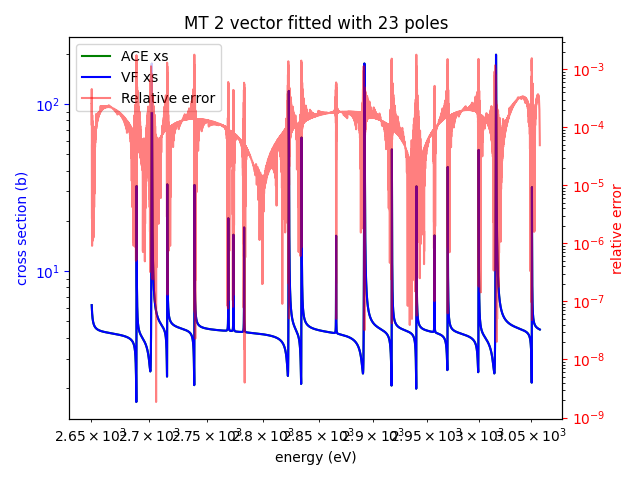 MT 2 vector fitted with 23 poles
ACE xs
VF xs
Relative error
cross section (b)
10²
10¹
relative error
10⁻³
10⁻⁴
10⁻⁵
10⁻⁶
10⁻⁷
10⁻⁸
10⁻⁹
2.65 × 10³ 2.7 × 10³ 2.75 × 10³ 2.8 × 10³ 2.85 × 10³ 2.9 × 10³ 2.95 × 10³ 3 × 10³ 3.05 × 10³
energy (eV)